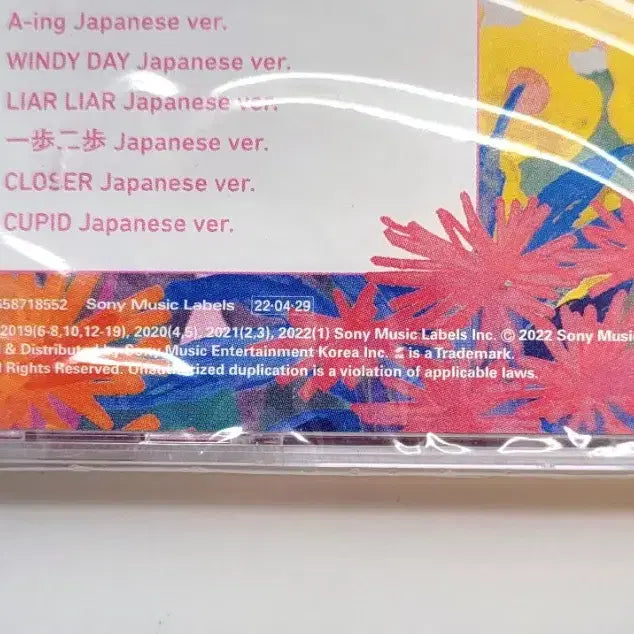 A-ing Japanese ver.
WINDY DAY Japanese ver.
LIAR LIAR Japanese ver.
一歩二歩 Japanese ver.
CLOSER Japanese ver.
CUPID Japanese ver.
658718552 Sony Music Labels 22·04·29
2019(6-8,10,12-19), 2020(4,5), 2021(2,3), 2022(1) Sony Music Labels Inc. © 2022 Sony Music
& Distributed by Sony Music Entertainment Korea Inc. is a Trademark.
Rights Reserved. Unauthorized duplication is a violation of applicable laws.